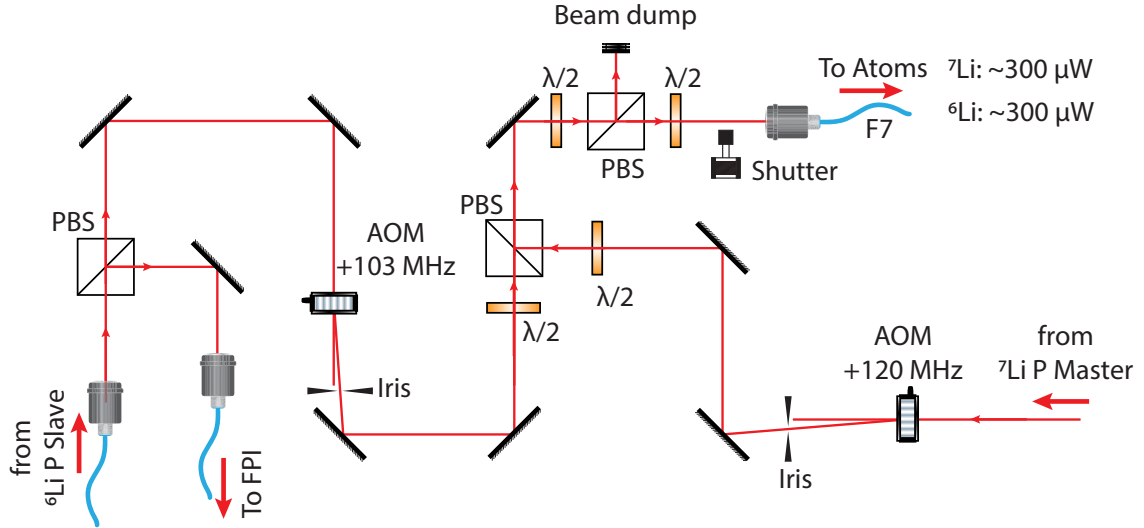 Beam dump
λ/2
λ/2
To Atoms
⁷Li: ~300 µW
⁶Li: ~300 µW
F7
PBS
Shutter
PBS
PBS
AOM
+103 MHz
λ/2
λ/2
AOM
+120 MHz
from
⁷Li P Master
Iris
Iris
from
⁶Li P Slave
To FPI